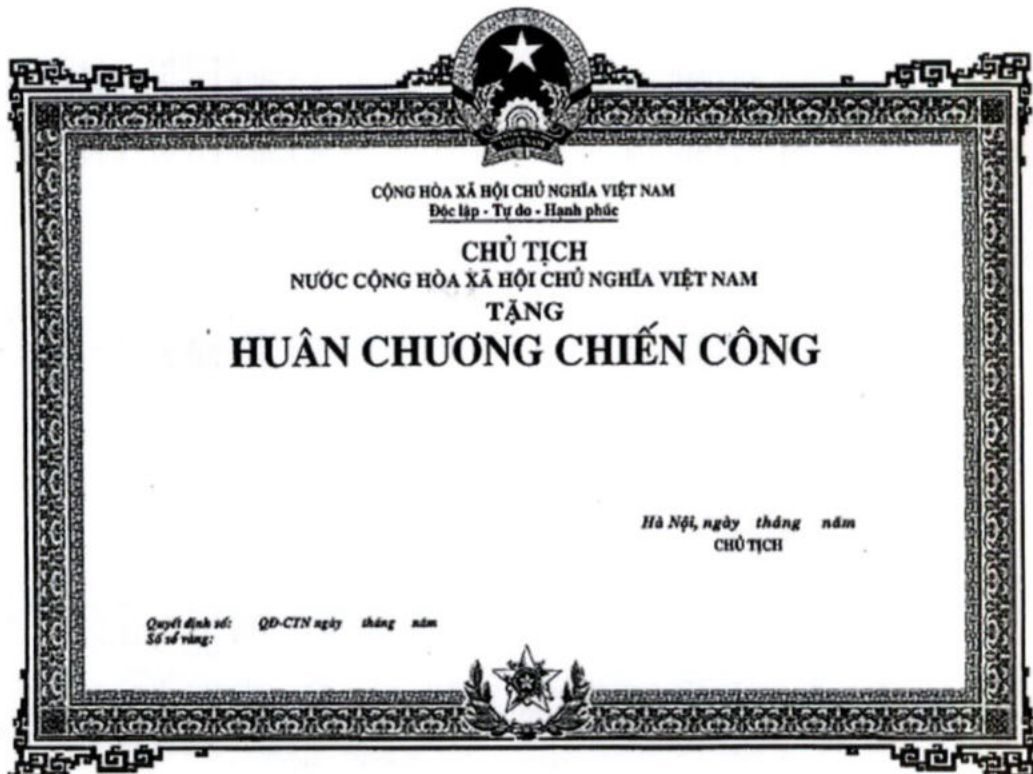 VIỆT NAM
CỘNG HÒA XÃ HỘI CHỦ NGHĨA VIỆT NAM
Độc lập - Tự do - Hạnh phúc
CHỦ TỊCH
NƯỚC CỘNG HÒA XÃ HỘI CHỦ NGHĨA VIỆT NAM
TẶNG
HUÂN CHƯƠNG CHIẾN CÔNG
Hà Nội, ngày tháng năm
CHỦ TỊCH
Quyết định số: QĐ-CTN ngày tháng năm
Số sổ vàng: